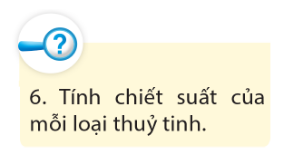 6. Tính chiết suất của
mỗi loại thuỷ tinh.